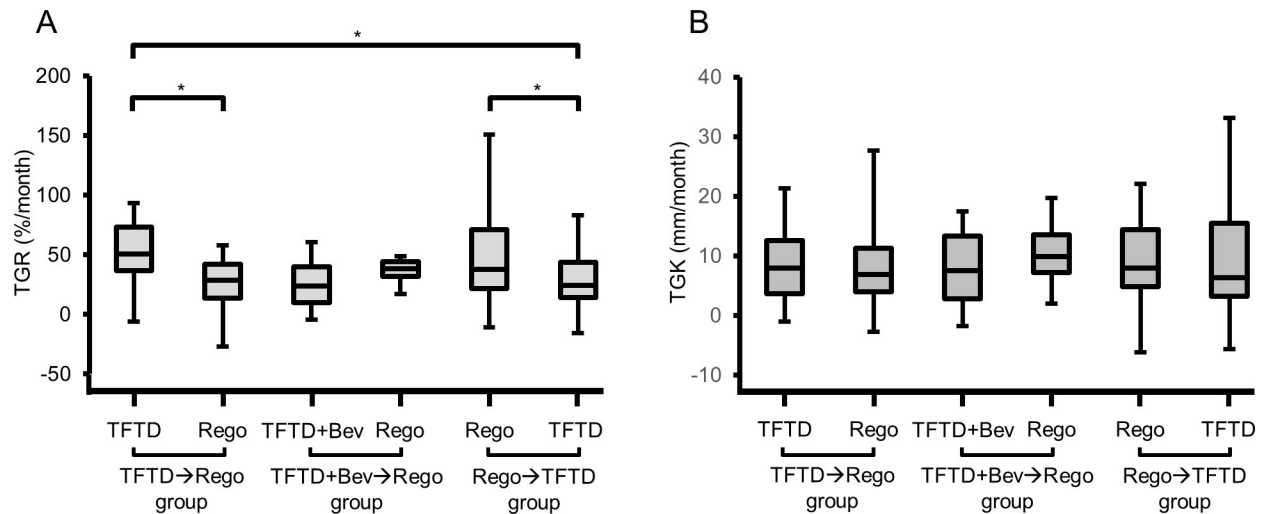 A
*
* *
TGR (%/month)
200
150
100
50
0
-50
TFTD Rego TFTD+Bev Rego Rego TFTD
TFTD→Rego TFTD+Bev→Rego Rego→TFTD
group group group
B
TGK (mm/month)
40
30
20
10
0
-10
TFTD Rego TFTD+Bev Rego Rego TFTD
TFTD→Rego TFTD+Bev→Rego Rego→TFTD
group group group